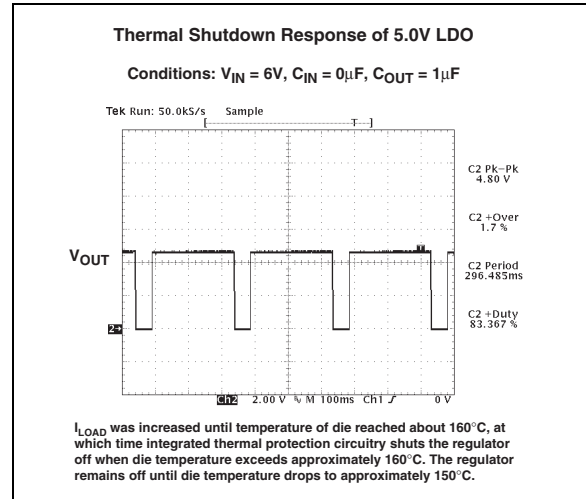 Thermal Shutdown Response of 5.0V LDO
Conditions: VIN = 6V, CIN = 0μF, COUT = 1μF
Tek Run: 50.0kS/s Sample
[ T ]
C2 Pk–Pk
4.80 V
C2 +Over
1.7 %
VOUT
T
C2 Period
296.485ms
2→
C2 +Duty
83.367 %
Ch2 2.00 V ∿ M 100ms Ch1 ƒ 0 V
ILOAD was increased until temperature of die reached about 160°C, at
which time integrated thermal protection circuitry shuts the regulator
off when die temperature exceeds approximately 160°C. The regulator
remains off until die temperature drops to approximately 150°C.